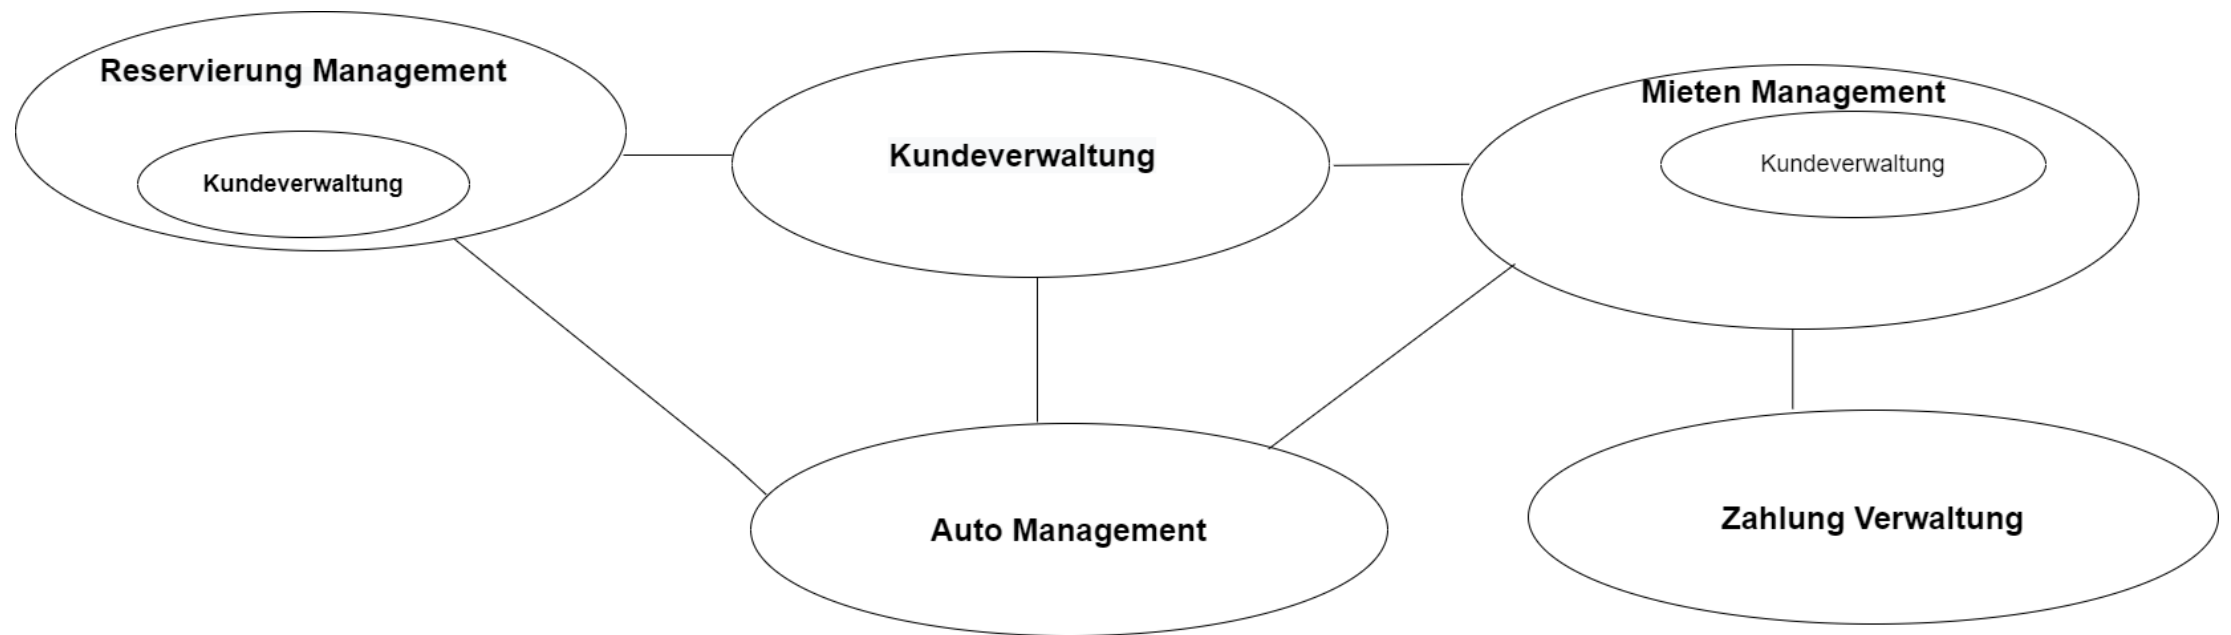 Reservierung Management
Kundeverwaltung
Kundeverwaltung
Mieten Management
Kundeverwaltung
Auto Management
Zahlung Verwaltung